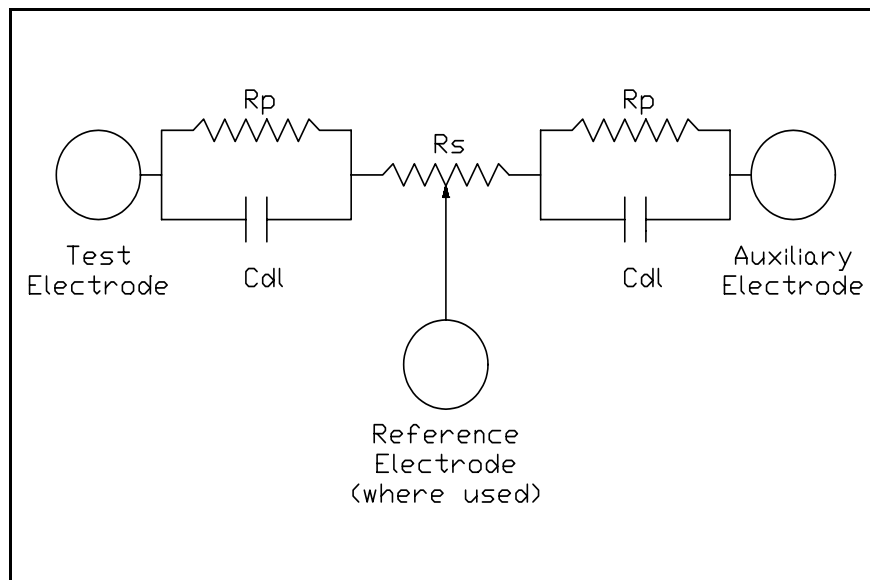 Rp
Rp
Rs
Test
Electrode
Cdl
Cdl
Auxiliary
Electrode
Reference
Electrode
(where used)